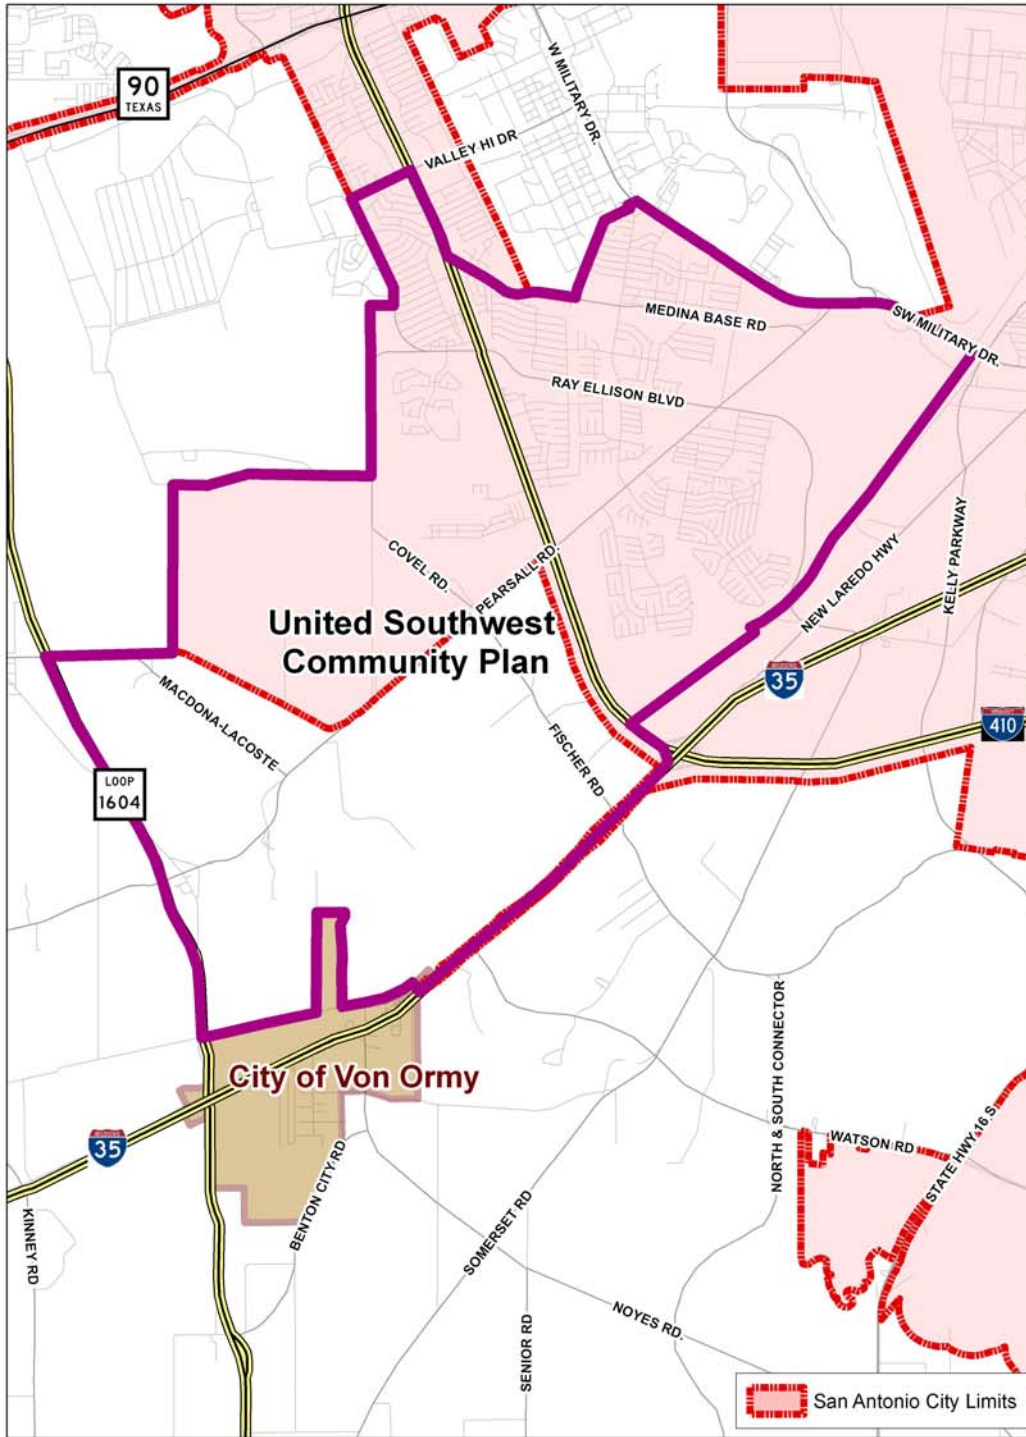 90
TEXAS
W MILITARY DR.
VALLEY HI DR
MEDINA BASE RD
SW MILITARY DR.
RAY ELLISON BLVD
COVEL RD.
PEARSALL RD.
NEW LAREDO HWY
KELLY PARKWAY
United Southwest
Community Plan
35
410
MACDONA-LACOSTE
FISCHER RD
LOOP
1604
City of Von Ormy
NORTH & SOUTH CONNECTOR
35
WATSON RD
STATE HWY 16 S
BENTON CITY RD
SOMERSET RD
KINNEY RD
NOYES RD.
SENIOR RD
San Antonio City Limits